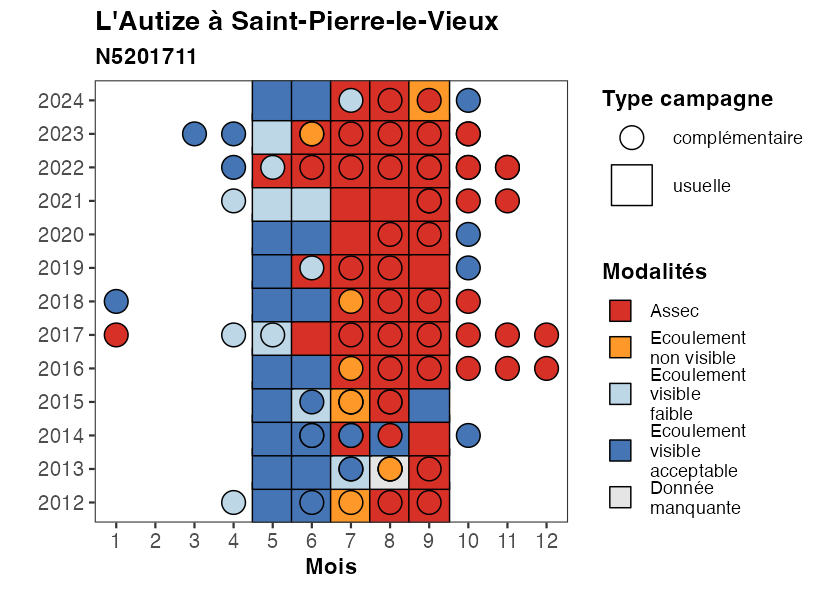 L'Autize à Saint-Pierre-le-Vieux
N5201711
2024
2023
2022
2021
2020
2019
2018
2017
2016
2015
2014
2013
2012
1 2 3 4 5 6 7 8 9 10 11 12
Mois
Type campagne
complémentaire
usuelle
Modalités
Assec
Ecoulement
non visible
Ecoulement
visible
faible
Ecoulement
visible
acceptable
Donnée
manquante